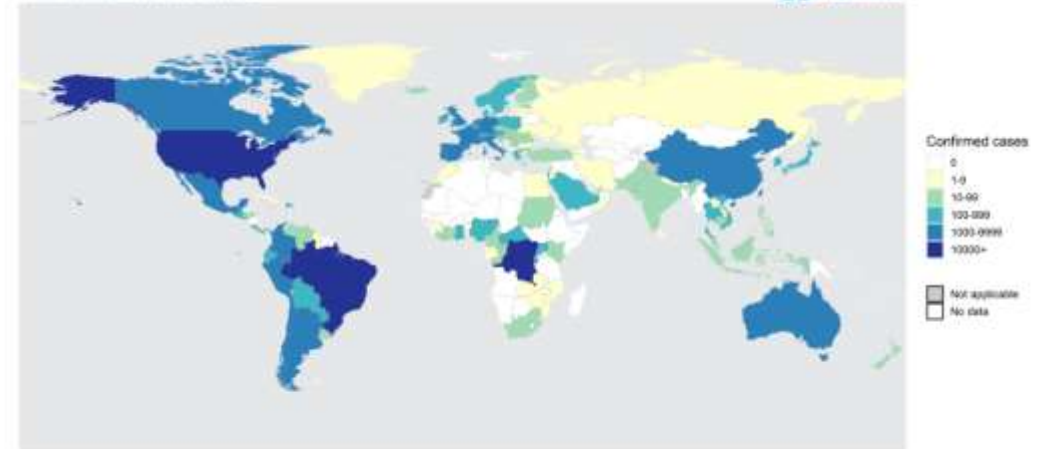 Confirmed cases
0
1-9
10-99
100-999
1000-9999
10000+
Not applicable
No data